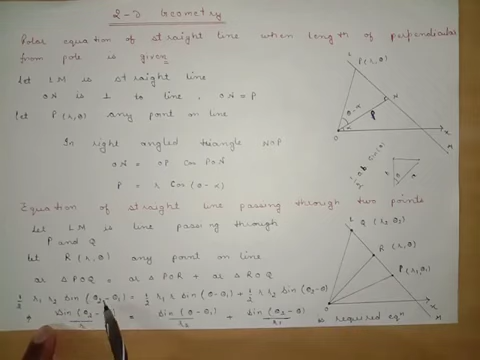 2-D Geometry
Polar equation of straight line when length of perpendicular
from pole is given
Let LM is straight line
ON is ⊥ to line, ON = P
Let P(r, θ) any point on line
In right angled triangle NOP
ON = OP Cos PON
P = r Cos(θ - α)
Equation of straight line passing through two points
Let LM is line passing through
P and Q
Let R(r, θ) any point on line
ar ΔPOQ = ar ΔPOR + ar ΔROQ
1/2 r₁ r₂ Sin(θ₂-θ₁) = 1/2 r₁ r Sin(θ-θ₁) + 1/2 r r₂ Sin(θ₂-θ)
= Sin(θ-θ₁)/r₂ + Sin(θ₂-θ)/r₁ is required eqn
L
P(r, θ)
N
θ-α
P
α
O
X
M
1/2 ab Sin(θ)
θ
L
Q(r₂ θ₂)
R(r, θ)
P(r₁, θ₁)
O
X
M